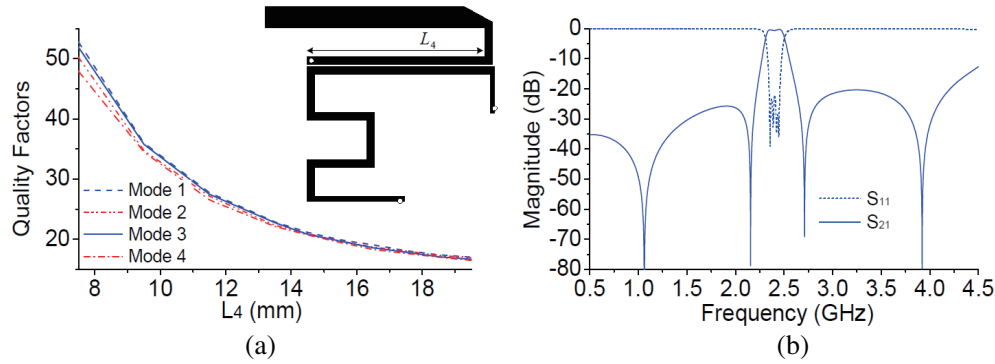 Quality Factors
50
40
30
20
8
10
12
14
16
18
L4 (mm)
Mode 1
Mode 2
Mode 3
Mode 4
L4
(a)
Magnitude (dB)
0
-10
-20
-30
-40
-50
-60
-70
-80
0.5
1.0
1.5
2.0
2.5
3.0
3.5
4.0
4.5
Frequency (GHz)
S11
S21
(b)